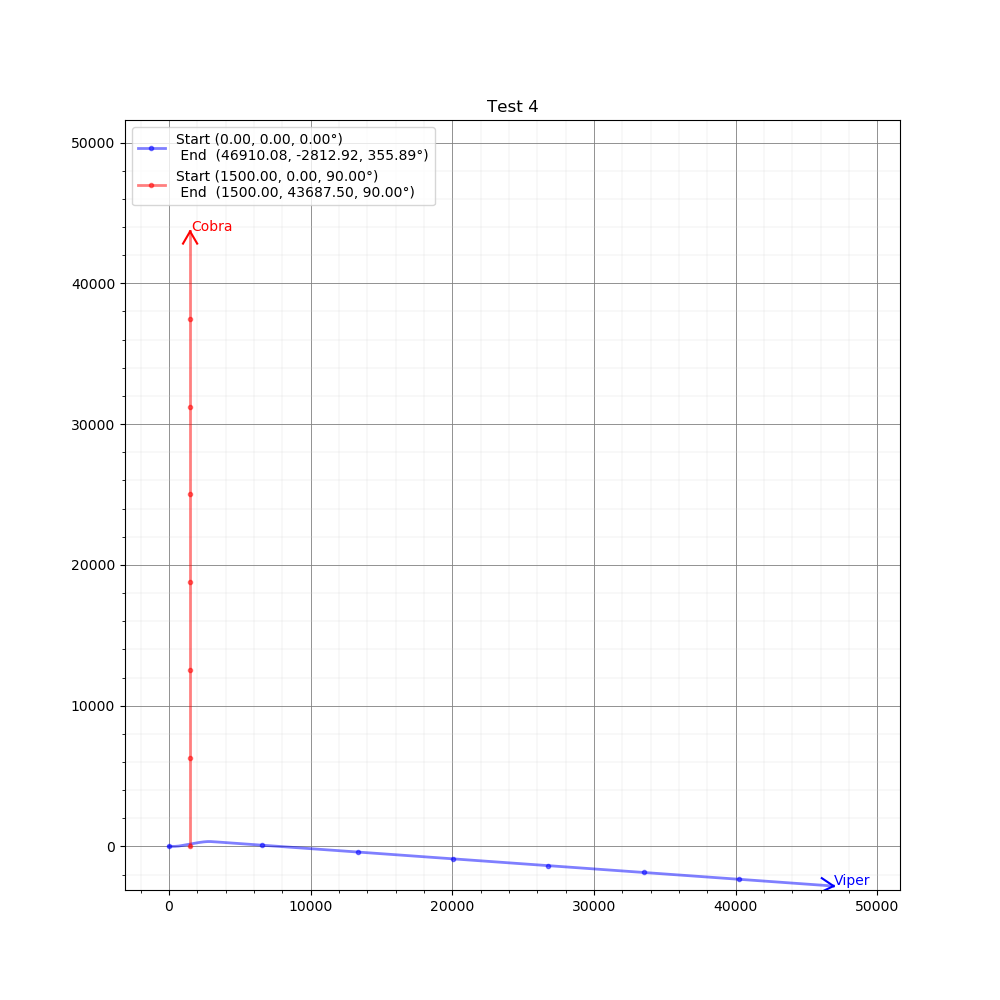 Test 4
50000
Start (0.00, 0.00, 0.00°)
End (46910.08, -2812.92, 355.89°)
Start (1500.00, 0.00, 90.00°)
End (1500.00, 43687.50, 90.00°)
Cobra
40000
30000
20000
10000
0
Viper
0 10000 20000 30000 40000 50000